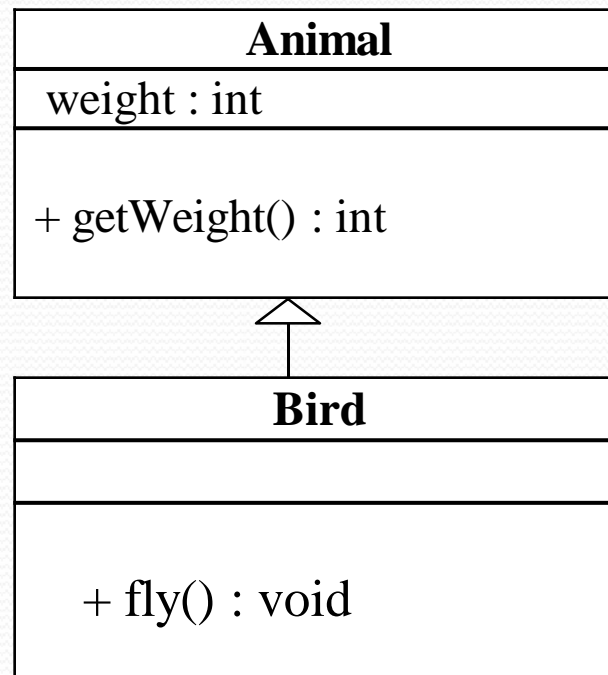 Animal
weight : int
+ getWeight() : int
Bird
+ fly() : void